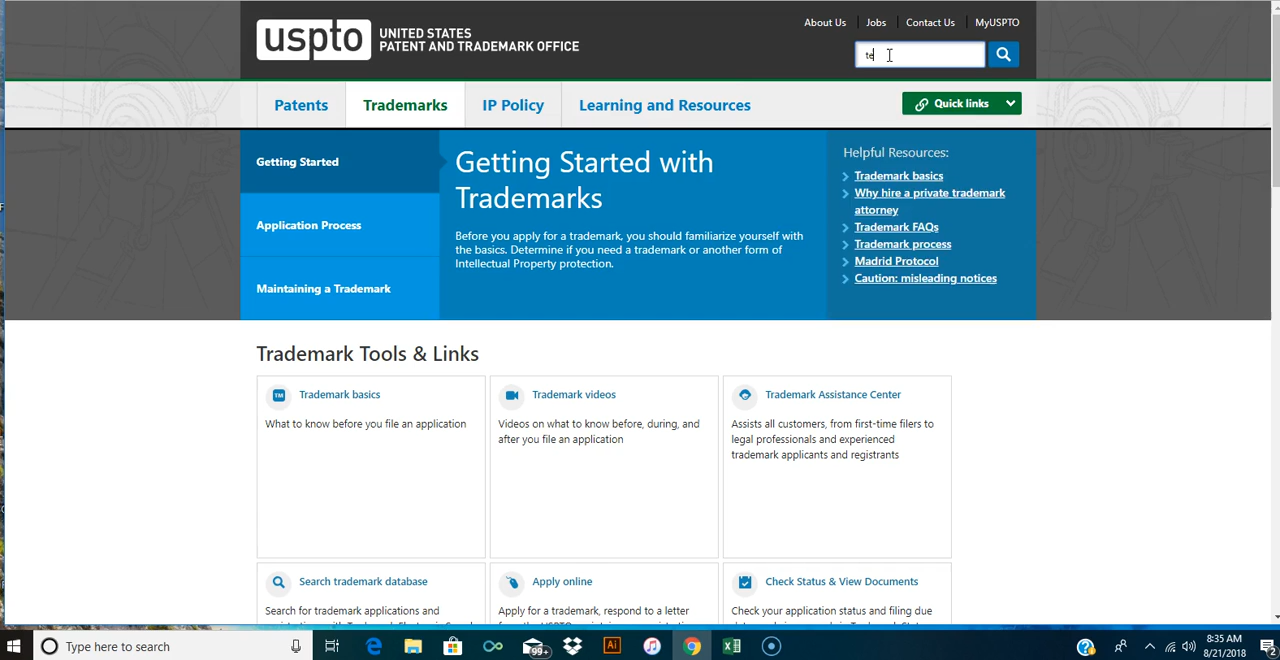 About Us
Jobs
Contact Us
MyUSPTO
uspto
UNITED STATES
PATENT AND TRADEMARK OFFICE
te
Patents
Trademarks
IP Policy
Learning and Resources
Quick links
Getting Started
Application Process
Maintaining a Trademark
Getting Started with
Trademarks
Before you apply for a trademark, you should familiarize yourself with
the basics. Determine if you need a trademark or another form of
Intellectual Property protection.
Helpful Resources:
Trademark basics
Why hire a private trademark
attorney
Trademark FAQs
Trademark process
Madrid Protocol
Caution: misleading notices
Trademark Tools & Links
TM
Trademark basics
What to know before you file an application
Trademark videos
Videos on what to know before, during, and
after you file an application
Trademark Assistance Center
Assists all customers, from first-time filers to
legal professionals and experienced
trademark applicants and registrants
Search trademark database
Search for trademark applications and
Apply online
Apply for a trademark, respond to a letter
Check Status & View Documents
Check your application status and filing due
Type here to search
99+
Ai
8:35 AM
8/21/2018
2